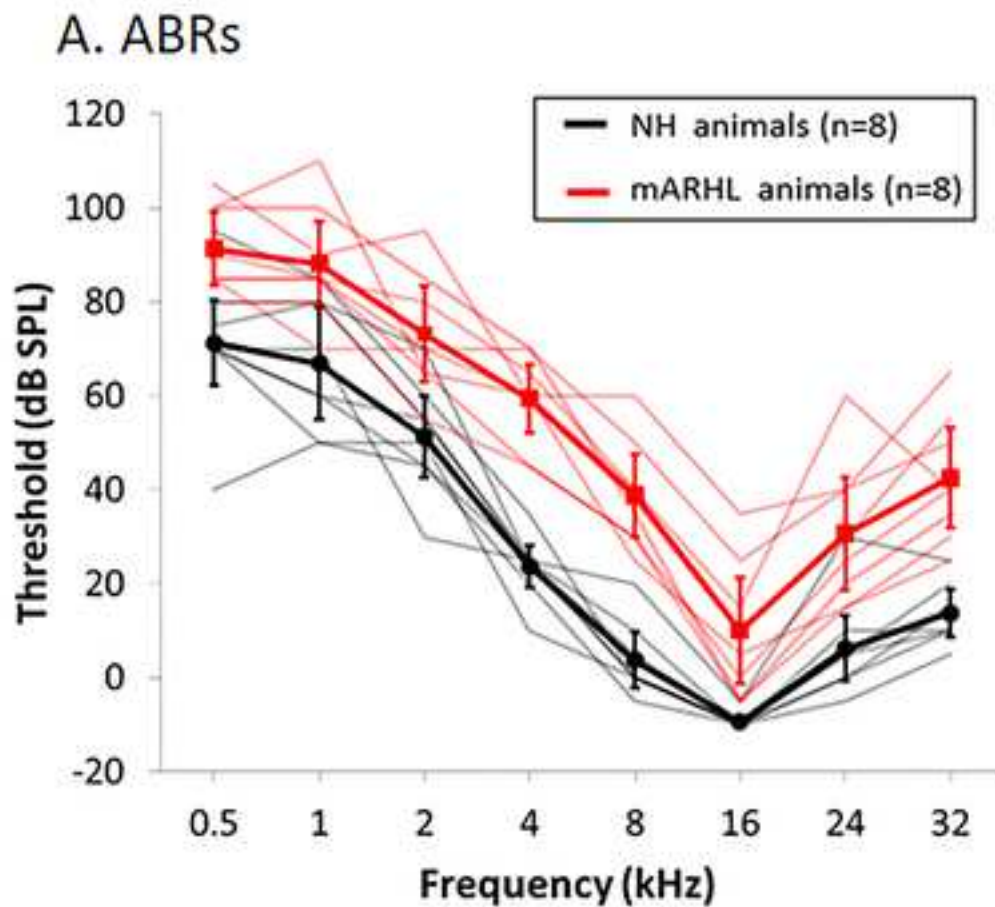 A. ABRs
NH animals (n=8)
mARHL animals (n=8)
Threshold (dB SPL)
120
100
80
60
40
20
0
-20
0.5 1 2 4 8 16 24 32
Frequency (kHz)